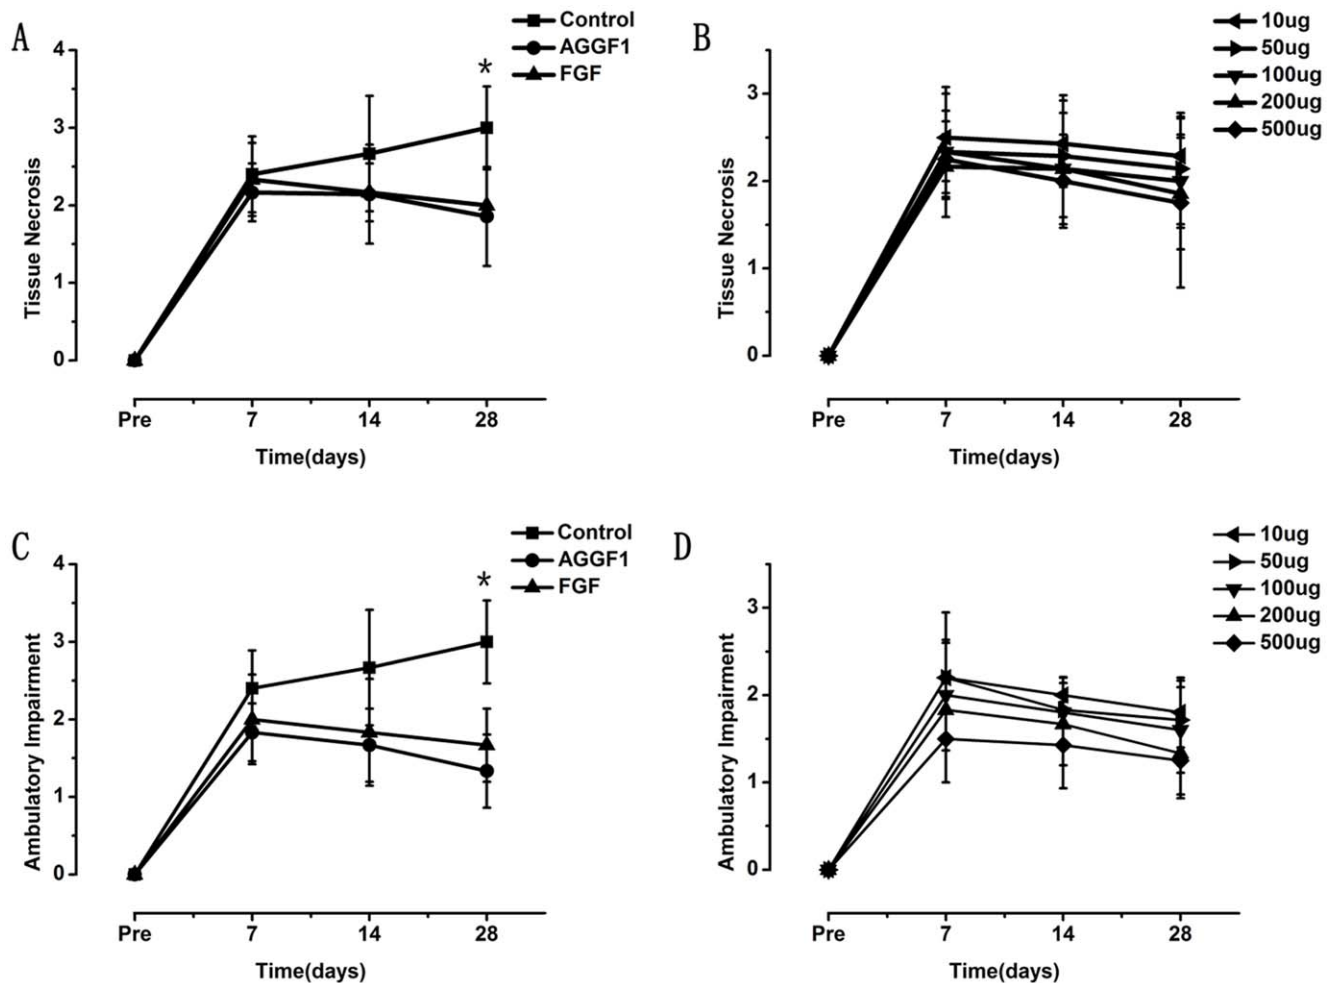 A
Control
AGGF1
FGF
*
4
3
2
1
0
Tissue Necrosis
Pre 7 14 28
Time(days)
B
10ug
50ug
100ug
200ug
500ug
3
2
1
0
Tissue Necrosis
Pre 7 14 28
Time(days)
C
Control
AGGF1
FGF
*
4
3
2
1
0
Ambulatory Impairment
Pre 7 14 28
Time(days)
D
10ug
50ug
100ug
200ug
500ug
3
2
1
0
Ambulatory Impairment
Pre 7 14 28
Time(days)